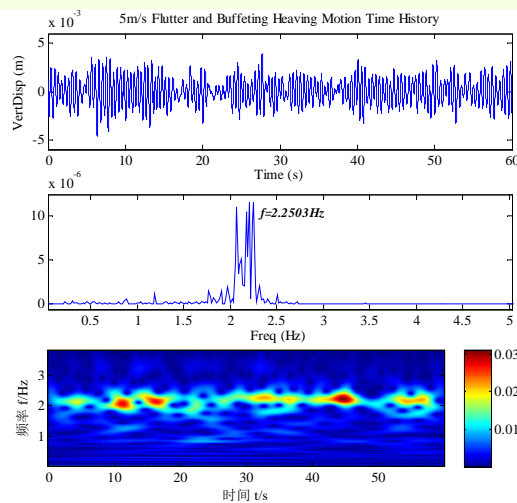 5m/s Flutter and Buffeting Heaving Motion Time History
x 10⁻³
5
0
-5
VertDisp (m)
0 10 20 30 40 50 60
Time (s)
x 10⁻⁶
10
5
0
f=2.2503Hz
0.5 1 1.5 2 2.5 3 3.5 4 4.5 5
Freq (Hz)
3
2
1
频率 f/Hz
0 10 20 30 40 50
时间 t/s
0.03
0.02
0.01